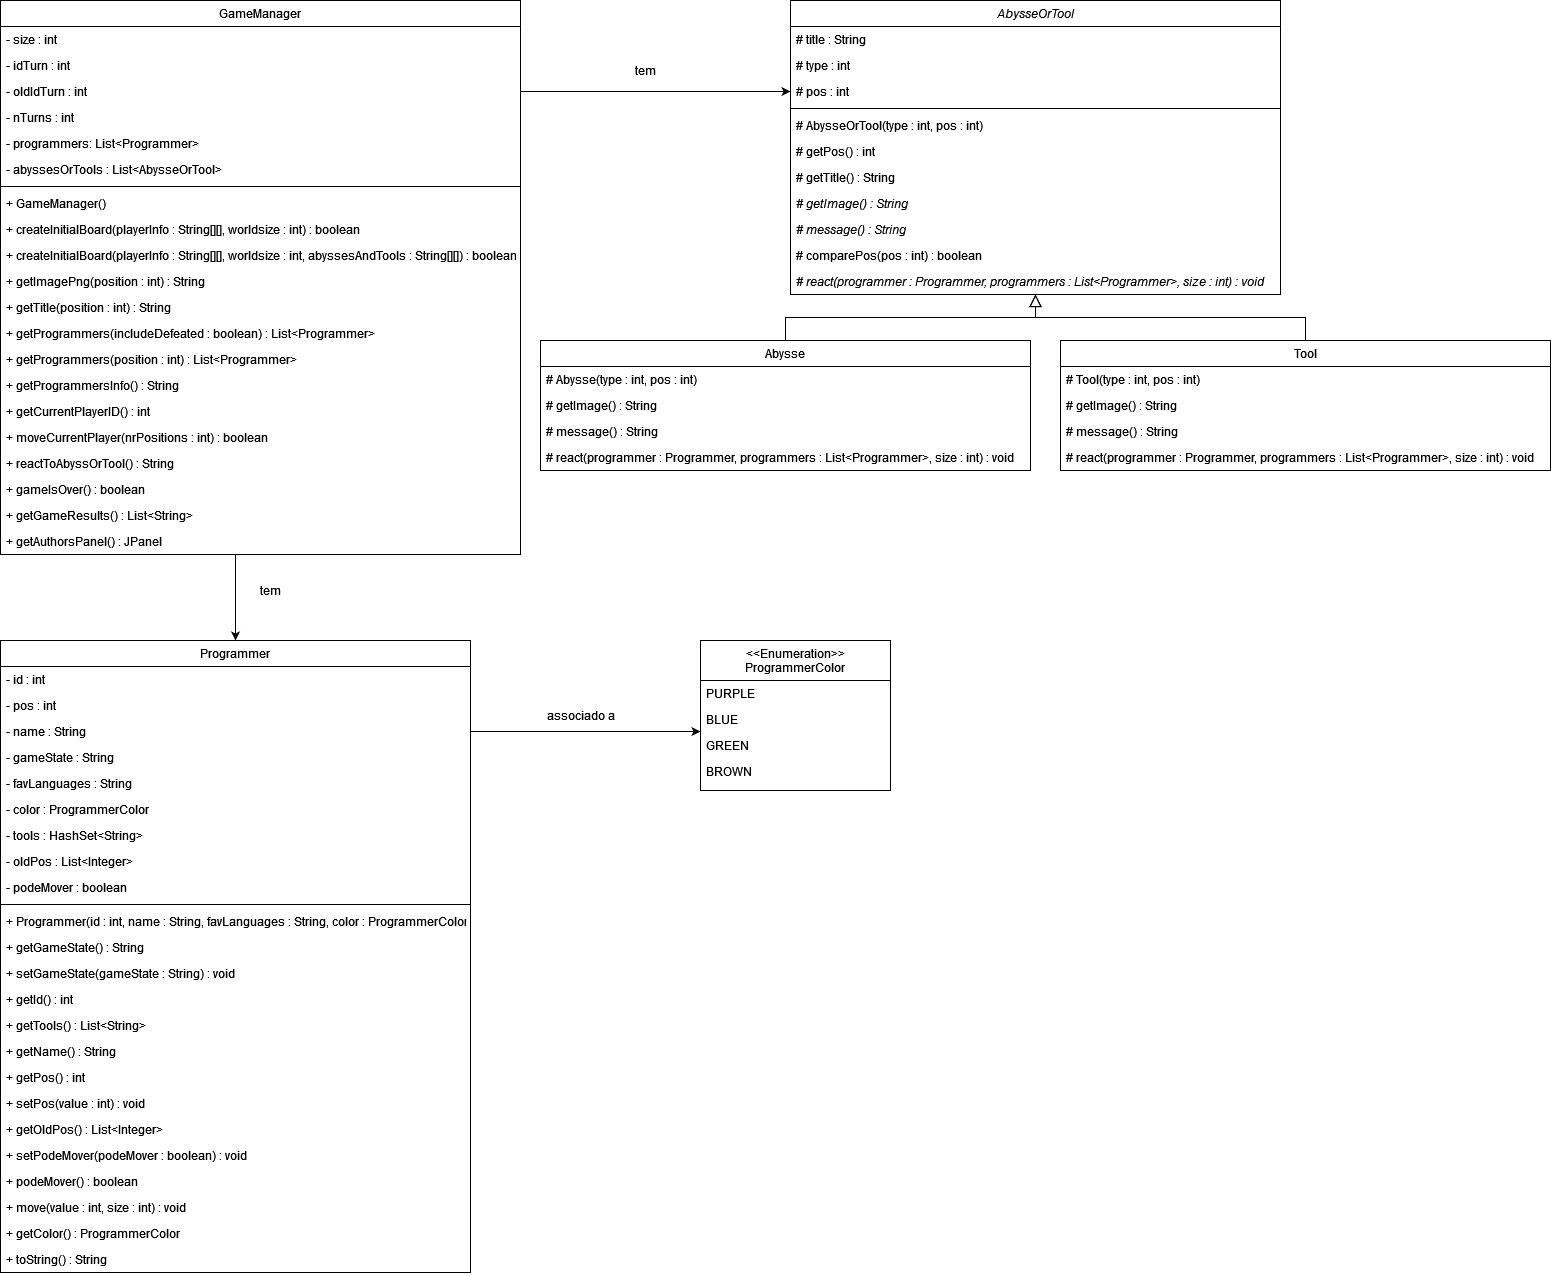 GameManager
- size : int
- idTurn : int
- oldIdTurn : int
- nTurns : int
- programmers: List<Programmer>
- abyssesOrTools : List<AbysseOrTool>
+ GameManager()
+ createInitialBoard(playerInfo : String[][], worldsize : int) : boolean
+ createInitialBoard(playerInfo : String[][], worldsize : int, abyssesAndTools : String[][]) : boolean
+ getImagePng(position : int) : String
+ getTitle(position : int) : String
+ getProgrammers(includeDefeated : boolean) : List<Programmer>
+ getProgrammers(position : int) : List<Programmer>
+ getProgrammersInfo() : String
+ getCurrentPlayerID() : int
+ moveCurrentPlayer(nrPositions : int) : boolean
+ reactToAbyssOrTool() : String
+ gameIsOver() : boolean
+ getGameResults() : List<String>
+ getAuthorsPanel() : JPanel
tem
AbysseOrTool
# title : String
# type : int
# pos : int
# AbysseOrTool(type : int, pos : int)
# getPos() : int
# getTitle() : String
# getImage() : String
# message() : String
# comparePos(pos : int) : boolean
# react(programmer : Programmer, programmers : List<Programmer>, size : int) : void
Abysse
# Abysse(type : int, pos : int)
# getImage() : String
# message() : String
# react(programmer : Programmer, programmers : List<Programmer>, size : int) : void
Tool
# Tool(type : int, pos : int)
# getImage() : String
# message() : String
# react(programmer : Programmer, programmers : List<Programmer>, size : int) : void
tem
Programmer
- id : int
- pos : int
- name : String
- gameState : String
- favLanguages : String
- color : ProgrammerColor
- tools : HashSet<String>
- oldPos : List<Integer>
- podeMover : boolean
+ Programmer(id : int, name : String, favLanguages : String, color : ProgrammerColor
+ getGameState() : String
+ setGameState(gameState : String) : void
+ getId() : int
+ getTools() : List<String>
+ getName() : String
+ getPos() : int
+ setPos(value : int) : void
+ getOldPos() : List<Integer>
+ setPodeMover(podeMover : boolean) : void
+ podeMover() : boolean
+ move(value : int, size : int) : void
+ getColor() : ProgrammerColor
+ toString() : String
associado a
<<Enumeration>>
ProgrammerColor
PURPLE
BLUE
GREEN
BROWN